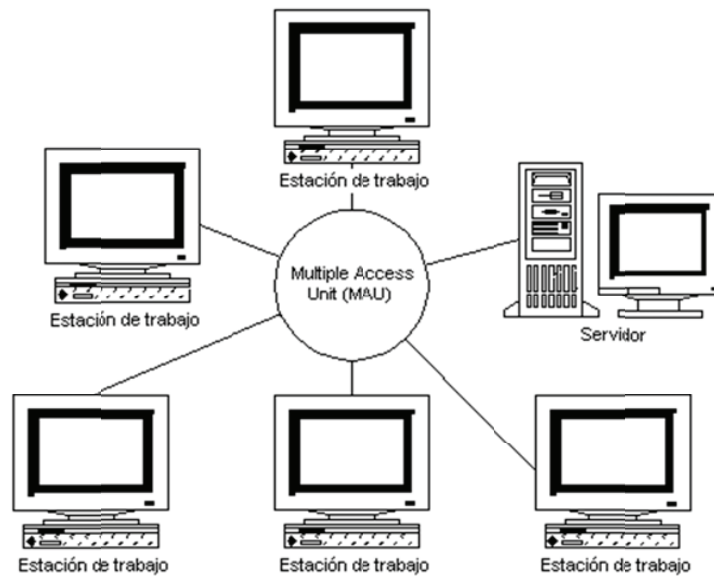 Estación de trabajo
Estación de trabajo
Multiple Access
Unit (MAU)
Servidor
Estación de trabajo
Estación de trabajo
Estación de trabajo